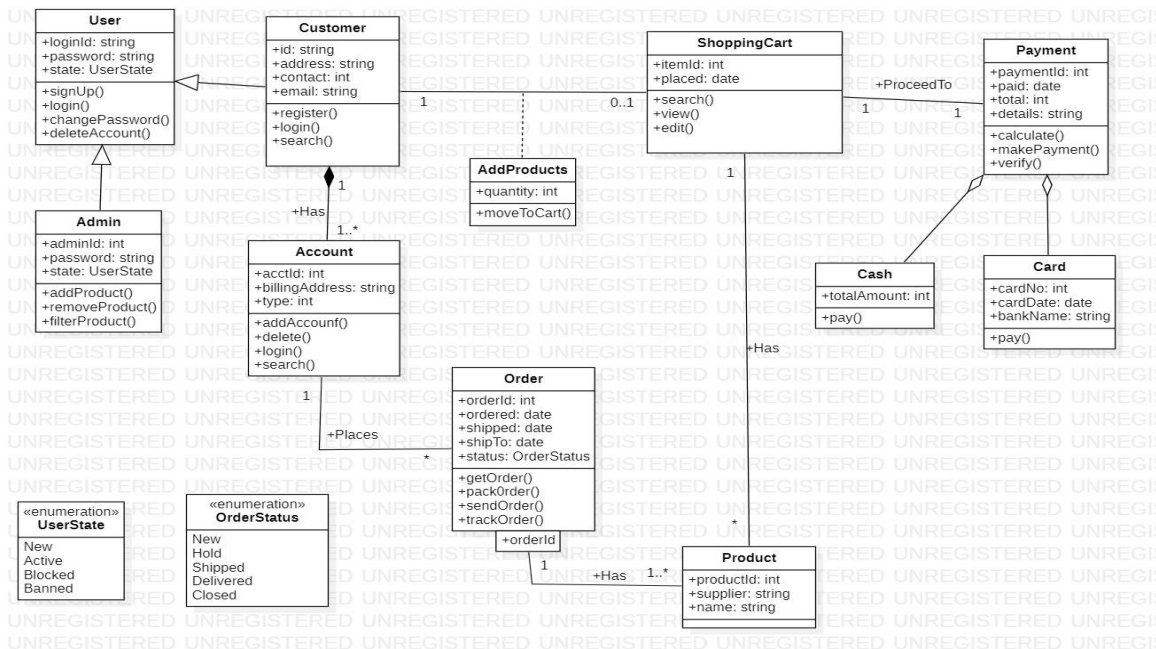 User
+loginId: string
+password: string
+state: UserState
+signUp()
+login()
+changePassword()
+deleteAccount()
Customer
+id: string
+address: string
+contact: int
+email: string
+register()
+login()
+search()
ShoppingCart
+itemId: int
+placed: date
+search()
+view()
+edit()
Payment
+paymentId: int
+paid: date
+total: int
+details: string
+calculate()
+makePayment()
+verify()
1
0..1
+ProceedTo
1
1
AddProducts
+quantity: int
+moveToCart()
1
+Has
1..*
1
Admin
+adminId: int
+password: string
+state: UserState
+addProduct()
+removeProduct()
+filterProduct()
Account
+acctId: int
+billingAddress: string
+type: int
+addAccounf()
+delete()
+login()
+search()
Cash
+totalAmount: int
+pay()
Card
+cardNo: int
+cardDate: date
+bankName: string
+pay()
+Has
1
+Places
*
Order
+orderId: int
+ordered: date
+shipped: date
+shipTo: date
+status: OrderStatus
+getOrder()
+pack0rder()
+sendOrder()
+trackOrder()
+orderId
*
«enumeration»
UserState
New
Active
Blocked
Banned
«enumeration»
OrderStatus
New
Hold
Shipped
Delivered
Closed
1
+Has
1..*
Product
+productId: int
+supplier: string
+name: string
UNREGISTERED